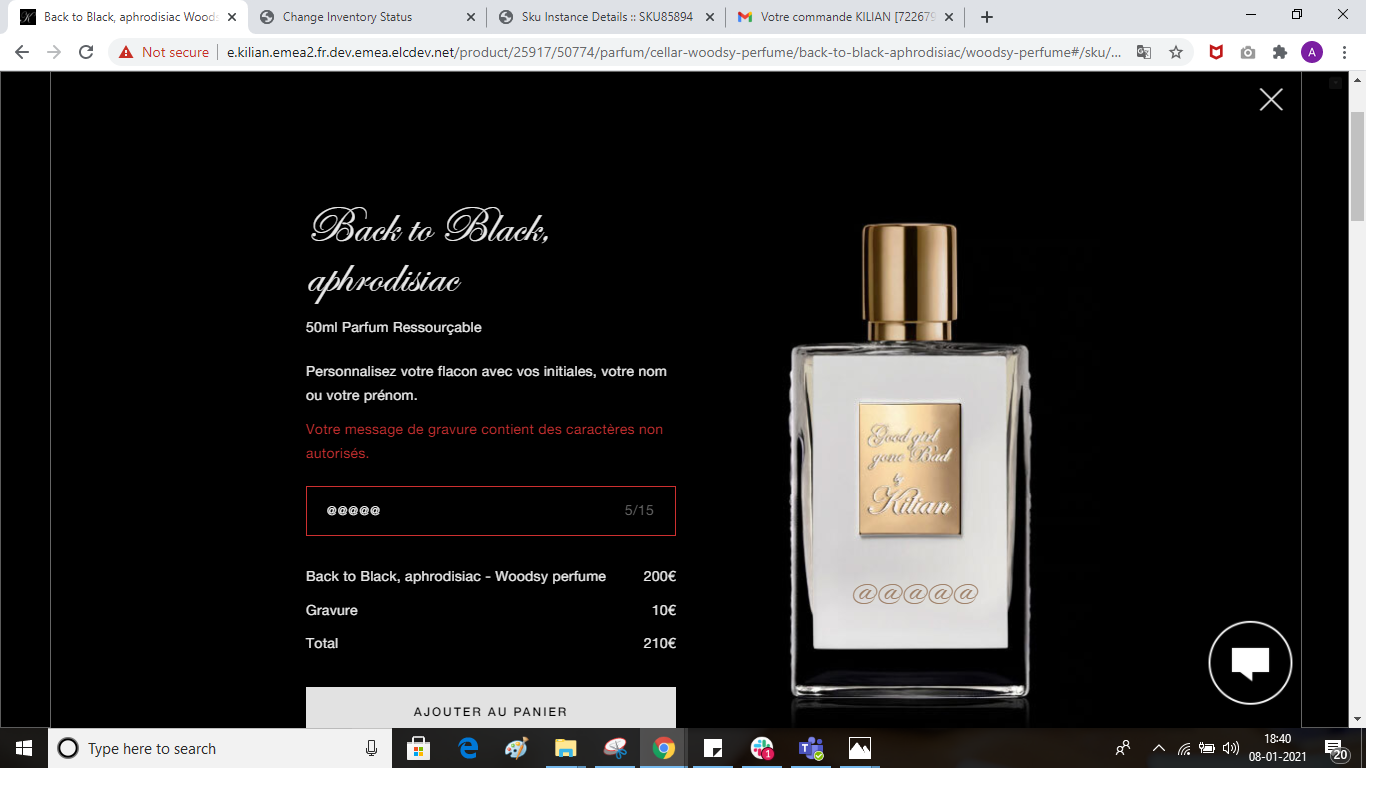 Back to Black, aphrodisiac Woods
Change Inventory Status
Sku Instance Details :: SKU85894
Votre commande KILIAN [722679
Not secure
e.kilian.emea2.fr.dev.emea.elcdev.net/product/25917/50774/parfum/cellar-woodsy-perfume/back-to-black-aphrodisiac/woodsy-perfume#/sku/...
A
Back to Black,
aphrodisiac
50ml Parfum Ressourçable
Personnalisez votre flacon avec vos initiales, votre nom
ou votre prénom.
Votre message de gravure contient des caractères non
autorisés.
@@@@@ 5/15
Back to Black, aphrodisiac - Woodsy perfume 200€
Gravure 10€
Total 210€
AJOUTER AU PANIER
Good girl
gone Bad
by
Kilian
@@@@@
Type here to search
1
18:40
08-01-2021
20